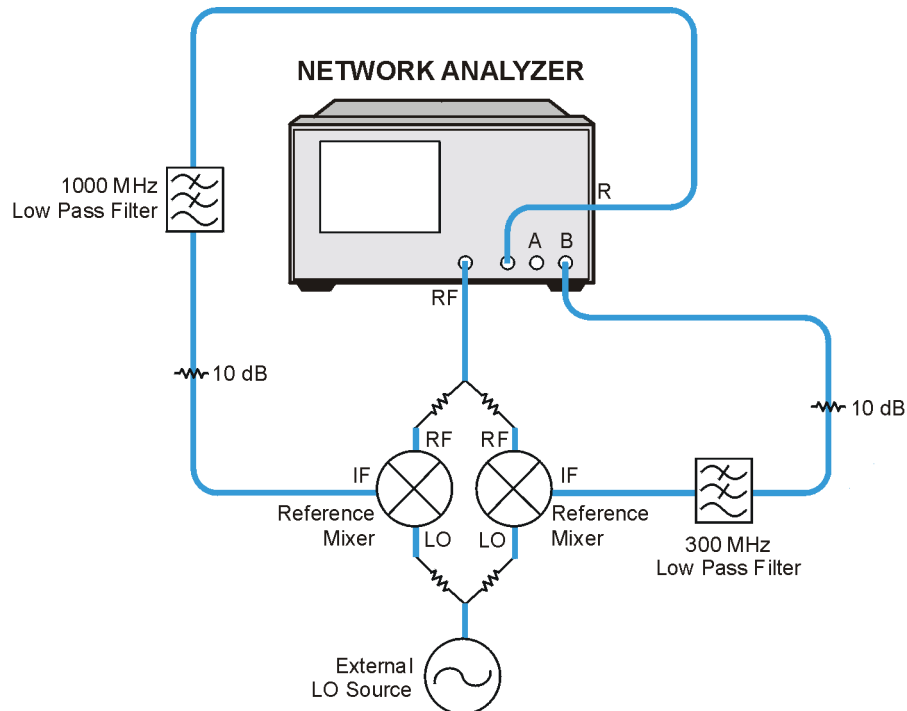 NETWORK ANALYZER
1000 MHz
Low Pass Filter
R
A
B
RF
10 dB
10 dB
RF
RF
IF
IF
Reference
Mixer
Reference
Mixer
LO
LO
300 MHz
Low Pass Filter
External
LO Source